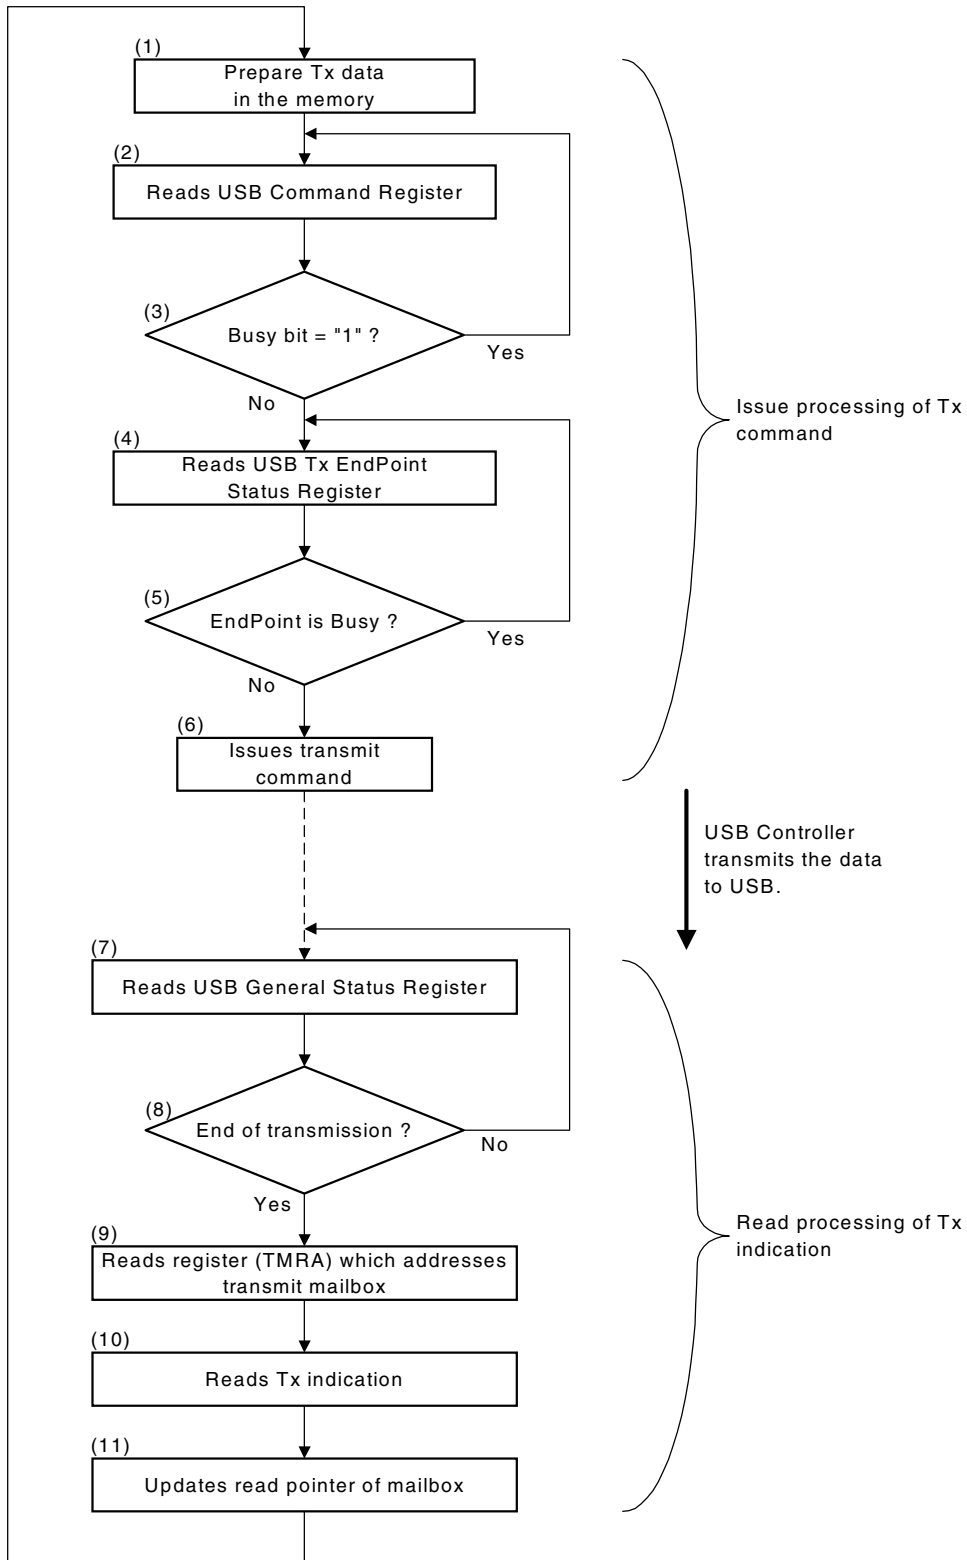 (1)
Prepare Tx data
in the memory
(2)
Reads USB Command Register
(3)
Busy bit = "1" ?
Yes
No
(4)
Reads USB Tx EndPoint
Status Register
(5)
EndPoint is Busy ?
Yes
No
(6)
Issues transmit
command
Issue processing of Tx
command
USB Controller
transmits the data
to USB.
(7)
Reads USB General Status Register
(8)
End of transmission ?
No
Yes
(9)
Reads register (TMRA) which addresses
transmit mailbox
(10)
Reads Tx indication
(11)
Updates read pointer of mailbox
Read processing of Tx
indication